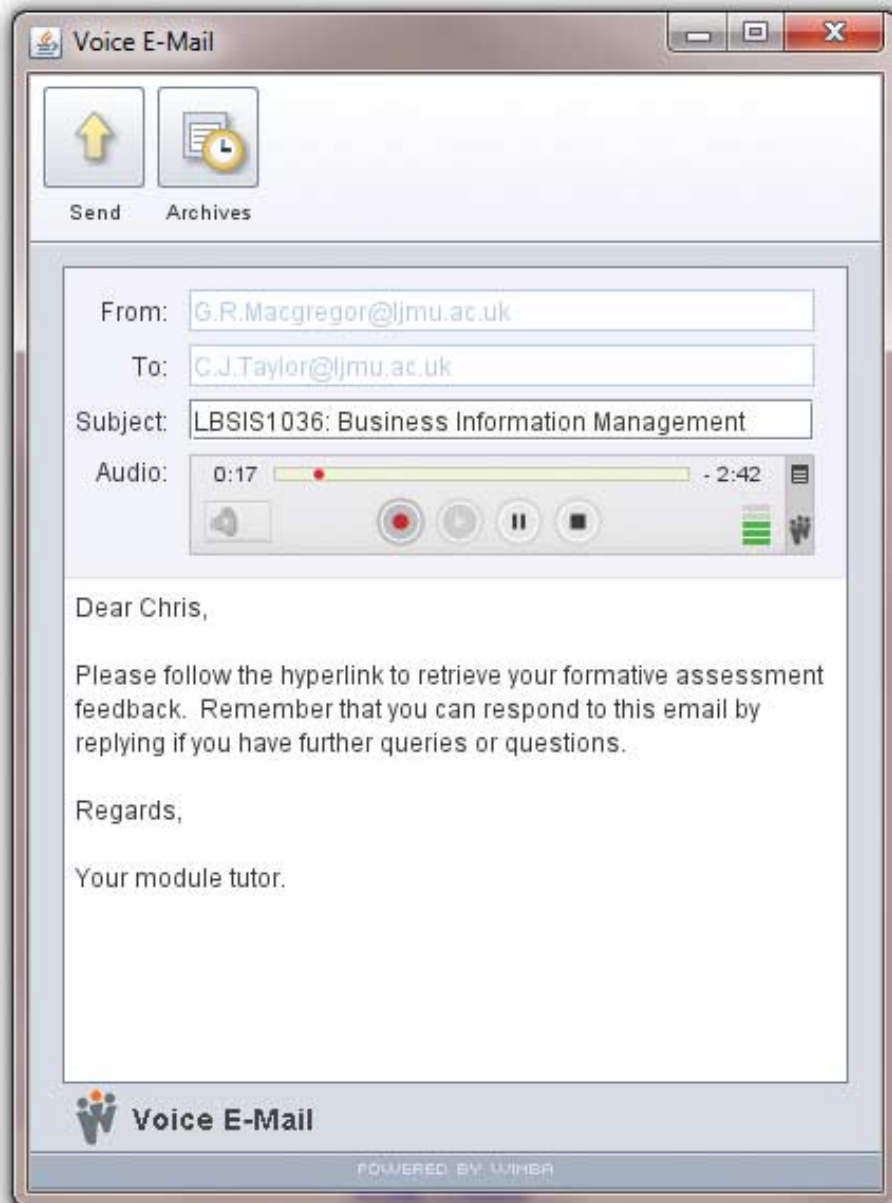 Voice E-Mail
Send Archives
From: G.R.Macgregor@ljmu.ac.uk
To: C.J.Taylor@ljmu.ac.uk
Subject: LBSIS1036: Business Information Management
Audio: 0:17 - 2:42
Dear Chris,
Please follow the hyperlink to retrieve your formative assessment
feedback. Remember that you can respond to this email by
replying if you have further queries or questions.
Regards,
Your module tutor.
Voice E-Mail
POWERED BY WIMBA